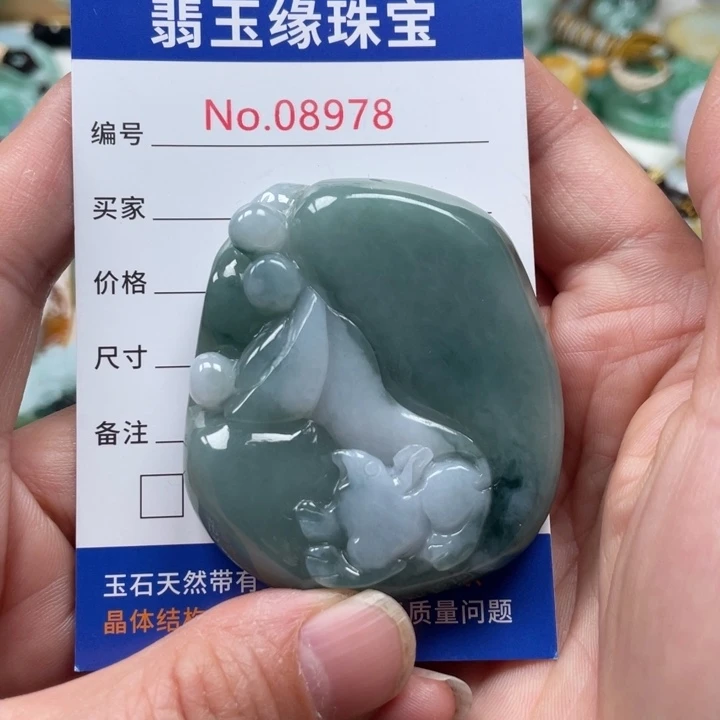 翡玉缘珠宝
编号 No.08978
买家
价格
尺寸
备注
玉石天然带有
晶体结构 质量问题